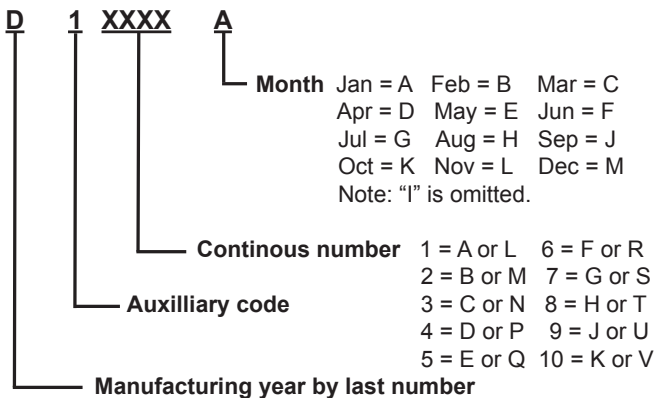 D 1 XXXX A
Month Jan = A Feb = B Mar = C
Apr = D May = E Jun = F
Jul = G Aug = H Sep = J
Oct = K Nov = L Dec = M
Note: “I” is omitted.
Continous number 1 = A or L 6 = F or R
2 = B or M 7 = G or S
Auxilliary code 3 = C or N 8 = H or T
4 = D or P 9 = J or U
5 = E or Q 10 = K or V
Manufacturing year by last number